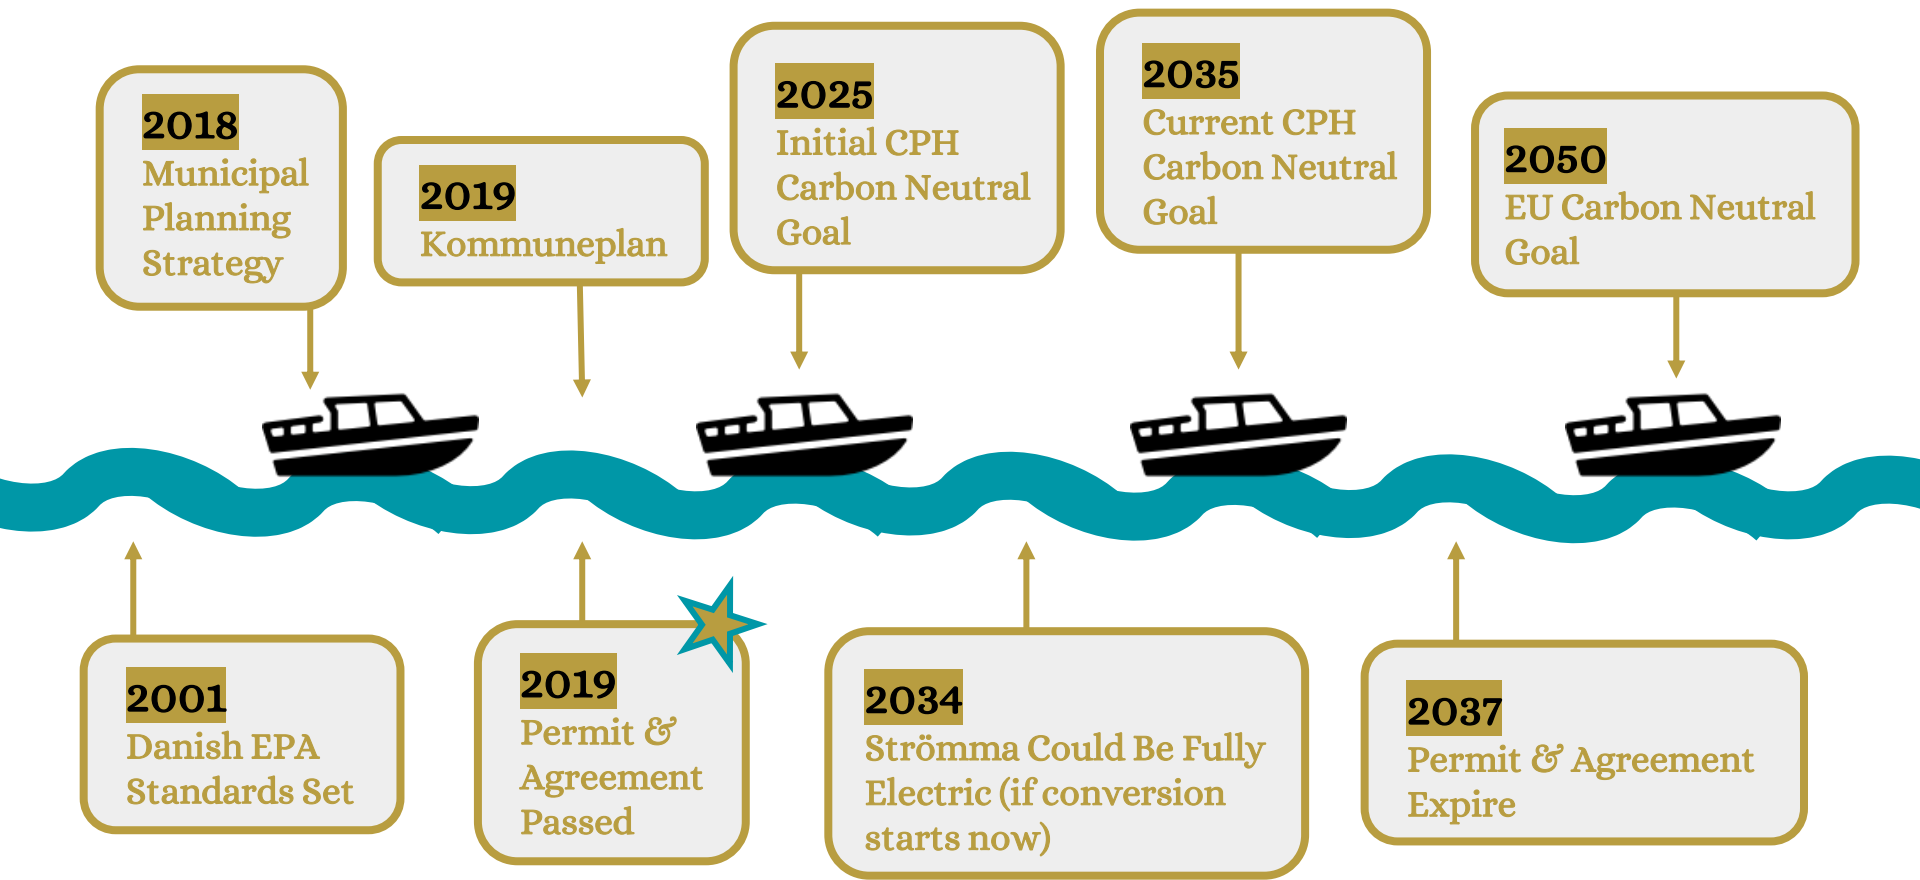 2018
Municipal
Planning
Strategy
2019
Kommuneplan
2025
Initial CPH
Carbon Neutral
Goal
2035
Current CPH
Carbon Neutral
Goal
2050
EU Carbon Neutral
Goal
2001
Danish EPA
Standards Set
2019
Permit &
Agreement
Passed
2034
Strömma Could Be Fully
Electric (if conversion
starts now)
2037
Permit & Agreement
Expire